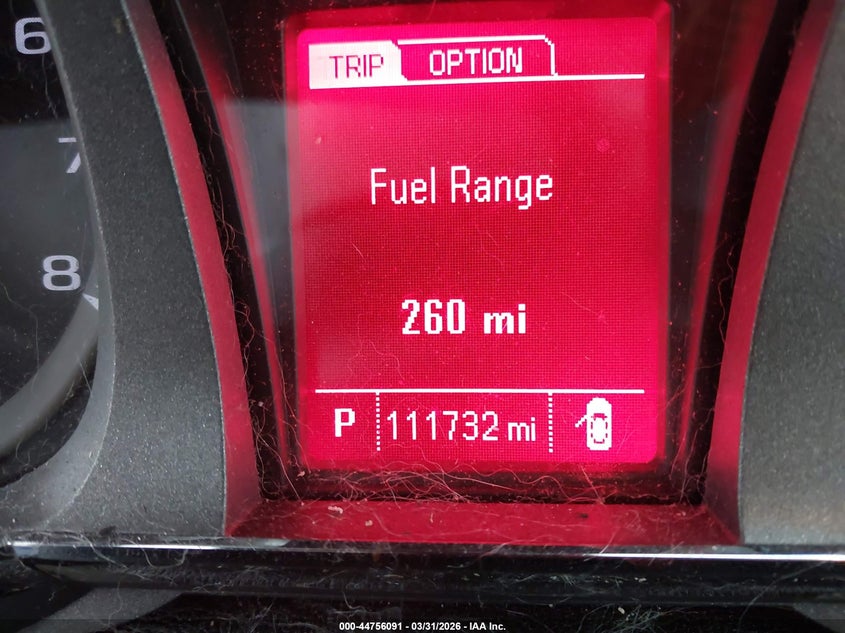 6
TRIP OPTION
7
Fuel Range
8
260 mi
P 111732 mi
000-44756091 - 03/31/2026 - IAA Inc.